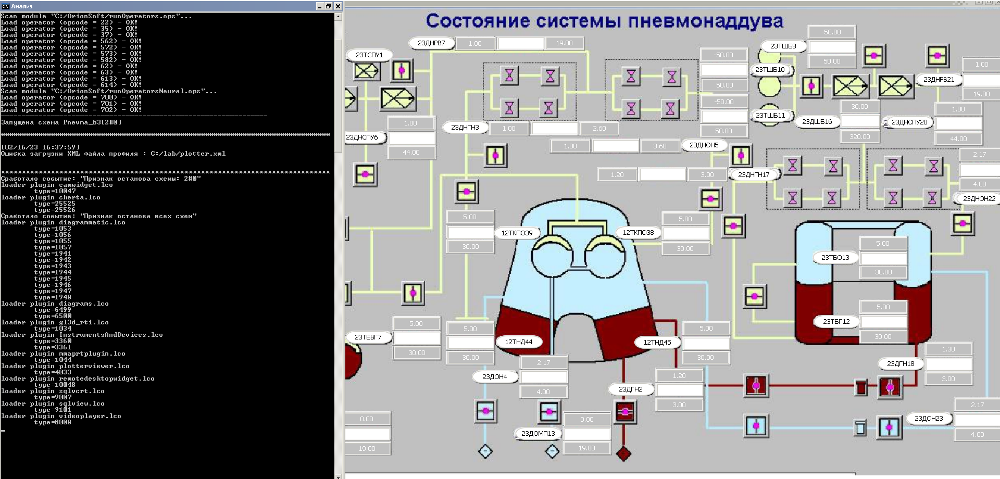 Анализ
Scan module "C:/OrionSoft/runOperators.ops"...
Load operator (opcode = 22) - OK!
Load operator (opcode = 35) - OK!
Load operator (opcode = 37) - OK!
Load operator (opcode = 562) - OK!
Load operator (opcode = 572) - OK!
Load operator (opcode = 573) - OK!
Load operator (opcode = 582) - OK!
Load operator (opcode = 62) - OK!
Load operator (opcode = 63) - OK!
Load operator (opcode = 613) - OK!
Load operator (opcode = 614) - OK!
Scan module "C:/OrionSoft/runOperatorsNeural.ops"...
Load operator (opcode = 700) - OK!
Load operator (opcode = 701) - OK!
Load operator (opcode = 702) - OK!
Запущена схема Pnevma_Б3[2#0]
[02/16/23 16:37:59]
Ошибка загрузки XML файла профиля : C:/lab/plotter.xml
Сработало событие: "Признак останова схемы: 2#0"
loader plugin camwidget.lco
type=10047
loader plugin cherta.lco
type=25525
type=25526
Сработало событие: "Признак останова всех схем"
loader plugin diagrammatic.lco
type=1053
type=1056
type=1055
type=1057
type=1941
type=1942
type=1943
type=1944
type=1945
type=1946
type=1947
type=1948
loader plugin diagrams.lco
type=6499
type=6500
loader plugin gl3d_rti.lco
type=1034
loader plugin InstrumentsAndDevices.lco
type=3360
type=3361
loader plugin mmaprtplugin.lco
type=1044
loader plugin plotterviewer.lco
type=4033
loader plugin remotedesktopwidget.lco
type=10048
loader plugin sqlvcrt.lco
type=9007
loader plugin sqlview.lco
type=9101
loader plugin videoplayer.lco
type=8008
Состояние системы пневмонаддува
23ДНРВ7 1.00 19.00
23ТСПУ1
-50.00
23ТШБ8
50.00
-50.00
23ТШБ10
50.00
-50.00
23ТШБ11
50.00
1.00
23ДНРВ21
19.00
30.00
23ДШБ16
320.00
1.00
23ДНСПУ20
44.00
1.00
23ДНСПУ6
44.00
23ДНГН3 1.00 2.60
1.00 3.60 23ДНОН5
1.20 3.00 23ДНГН17
2.17
4.00
23ДНОН22
5.00
12ТКПО39
30.00
5.00
12ТКПО38
30.00
5.00
23ТБО13
30.00
5.00
23ТБГ12
30.00
5.00
23ТБВГ7
30.00
5.00
12ТНД44
30.00
5.00
12ТНД45
30.00
2.17
23ДОН4
4.00
1.20
23ДГН2
3.00
1.30
23ДГН18
3.00
0.00
19.00
0.00
23ДОМП13
19.00
2.17
23ДОН23
4.00